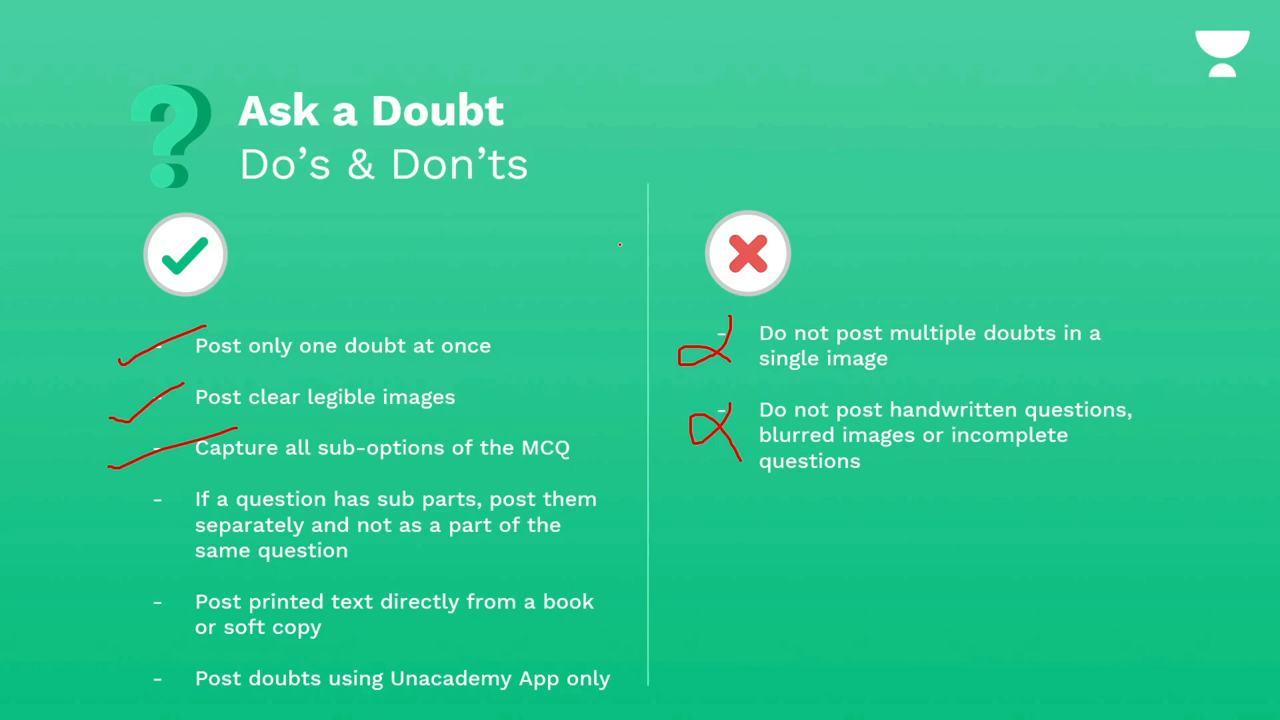 Ask a Doubt
Do's & Don'ts
- Post only one doubt at once
- Post clear legible images
- Capture all sub-options of the MCQ
- If a question has sub parts, post them
separately and not as a part of the
same question
- Post printed text directly from a book
or soft copy
- Post doubts using Unacademy App only
- Do not post multiple doubts in a
single image
- Do not post handwritten questions,
blurred images or incomplete
questions